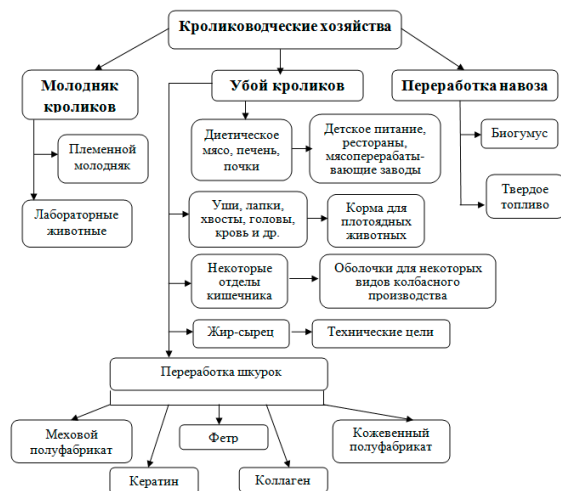 Кролиководческие хозяйства
Молодняк
кроликов
Убой кроликов
Переработка навоза
Племенной
молодняк
Лабораторные
животные
Диетическое
мясо, печень,
почки
Детское питание,
рестораны,
мясоперерабаты-
вающие заводы
Биогумус
Твердое
топливо
Уши, лапки,
хвосты, головы,
кровь и др.
Корма для
плотоядных
животных
Некоторые
отделы
кишечника
Оболочки для некоторых
видов колбасного
производства
Жир-сырец
Технические цели
Переработка шкурок
Меховой
полуфабрикат
Кератин
Фетр
Коллаген
Кожевенный
полуфабрикат